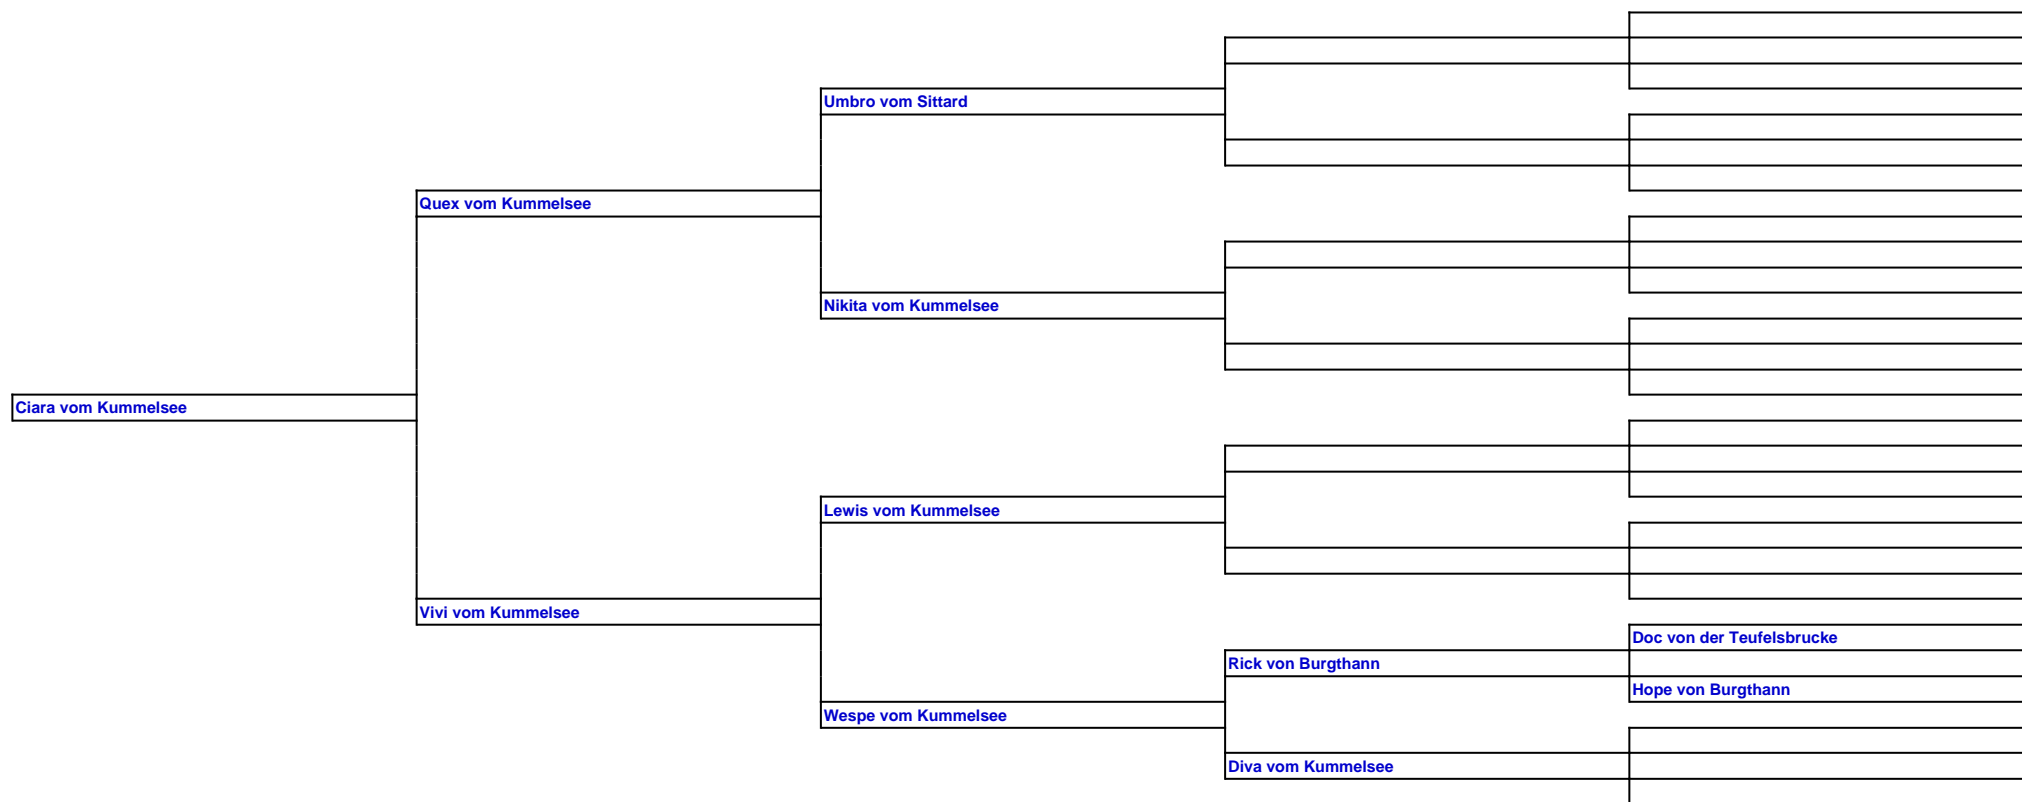 Umbro vom Sittard
Quex vom Kummelsee
Nikita vom Kummelsee
Ciara vom Kummelsee
Lewis vom Kummelsee
Vivi vom Kummelsee
Doc von der Teufelsbrucke
Rick von Burgthann
Hope von Burgthann
Wespe vom Kummelsee
Diva vom Kummelsee